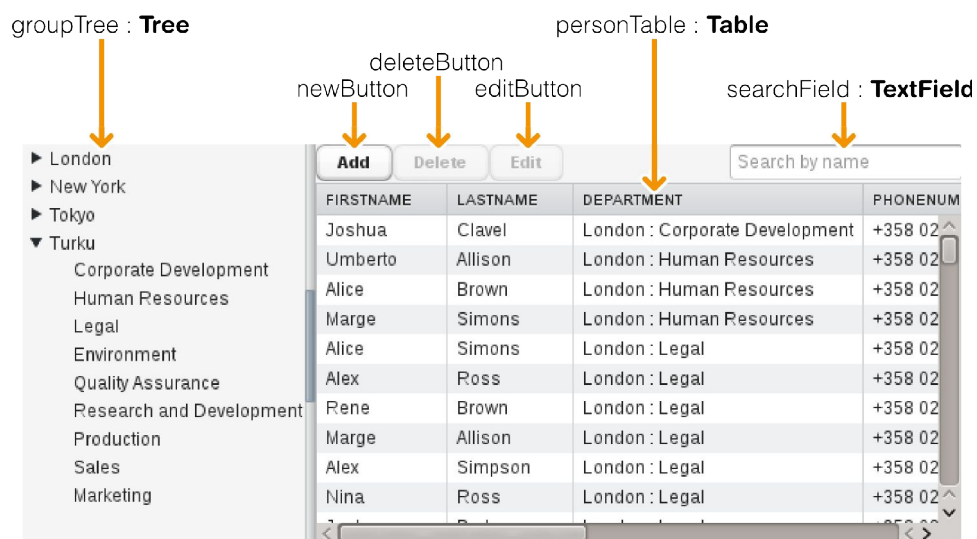 groupTree : Tree
personTable : Table
deleteButton
newButton
editButton
searchField : TextField
London
New York
Tokyo
Turku
Corporate Development
Human Resources
Legal
Environment
Quality Assurance
Research and Development
Production
Sales
Marketing
Add Delete Edit Search by name
FIRSTNAME LASTNAME DEPARTMENT PHONENUM
Joshua Clavel London : Corporate Development +358 02
Umberto Allison London : Human Resources +358 02
Alice Brown London : Human Resources +358 02
Marge Simons London : Human Resources +358 02
Alice Simons London : Legal +358 02
Alex Ross London : Legal +358 02
Rene Brown London : Legal +358 02
Marge Allison London : Legal +358 02
Alex Simpson London : Legal +358 02
Nina Ross London : Legal +358 02